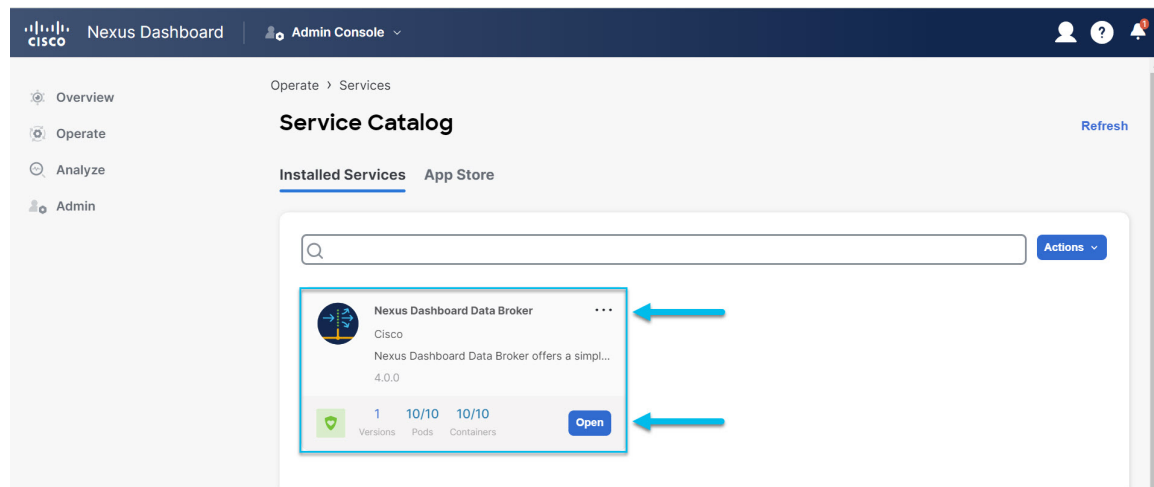 CISCO Nexus Dashboard Admin Console ? 1
Overview
Operate
Analyze
Admin
Operate › Services
Service Catalog
Refresh
Installed Services App Store
Actions
Nexus Dashboard Data Broker ...
Cisco
Nexus Dashboard Data Broker offers a simpl...
4.0.0
1 10/10 10/10
Versions Pods Containers
Open